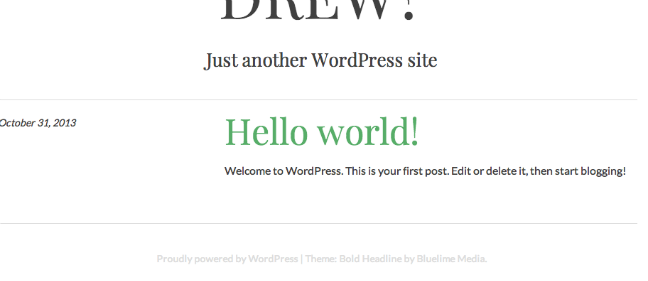 DREW!
Just another WordPress site
October 31, 2013
Hello world!
Welcome to WordPress. This is your first post. Edit or delete it, then start blogging!
Proudly powered by WordPress | Theme: Bold Headline by Bluelime Media.